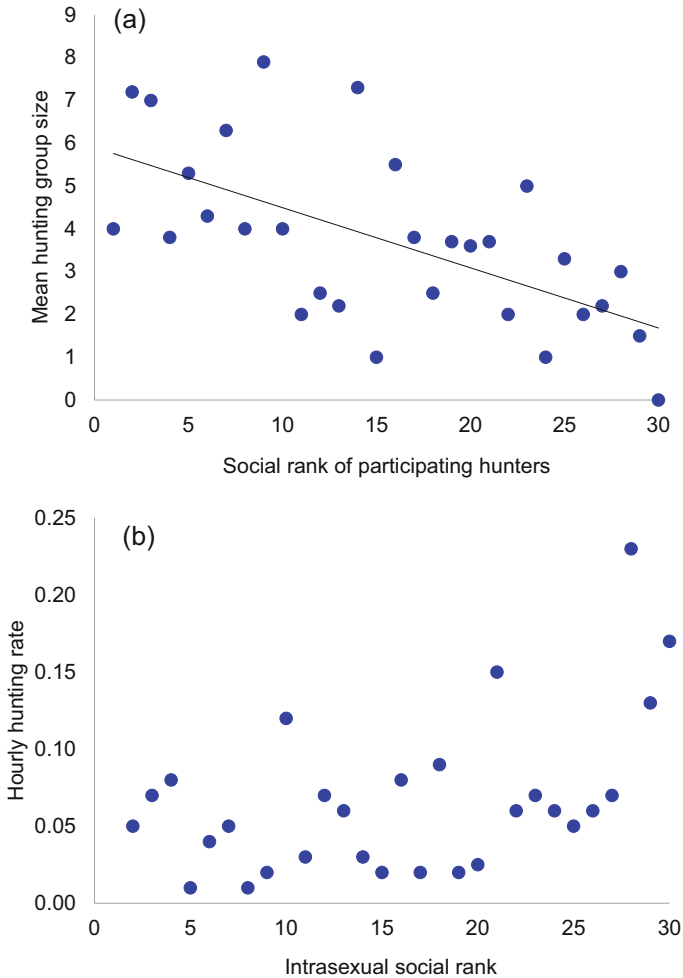 (a)
Mean hunting group size
9
8
7
6
5
4
3
2
1
0
0 5 10 15 20 25 30
Social rank of participating hunters
(b)
Hourly hunting rate
0.25
0.20
0.15
0.10
0.05
0.00
0 5 10 15 20 25 30
Intrasexual social rank